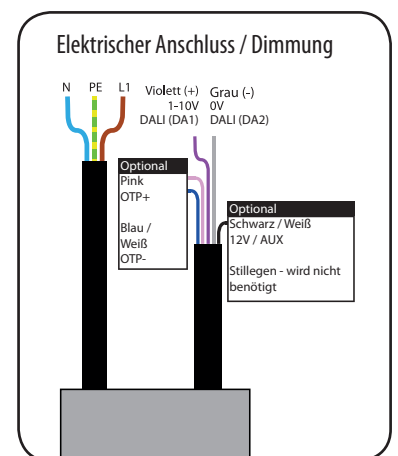 Elektrischer Anschluss / Dimmung
N PE L1
Violett (+) Grau (-)
1-10V 0V
DALI (DA1) DALI (DA2)
Optional
Pink
OTP+
Blau /
Weiß
OTP-
Optional
Schwarz / Weiß
12V / AUX
Stillegen - wird nicht
benötigt